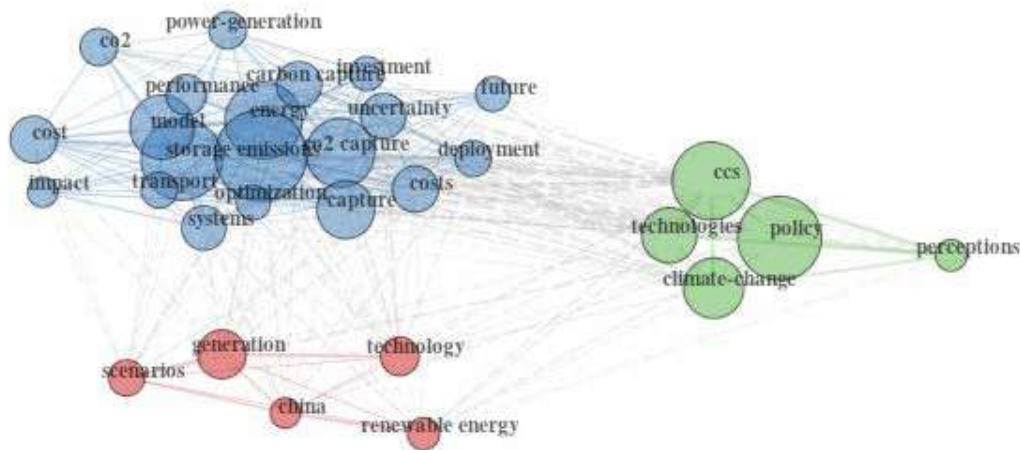 power-generation
co2
investment
carbon capture
performance
future
energy
uncertainty
model
cost
co2 capture
storage emissions
deployment
impact
transport
optimization
costs
capture
systems
ccs
technologies
policy
perceptions
climate-change
generation
technology
scenarios
china
renewable energy